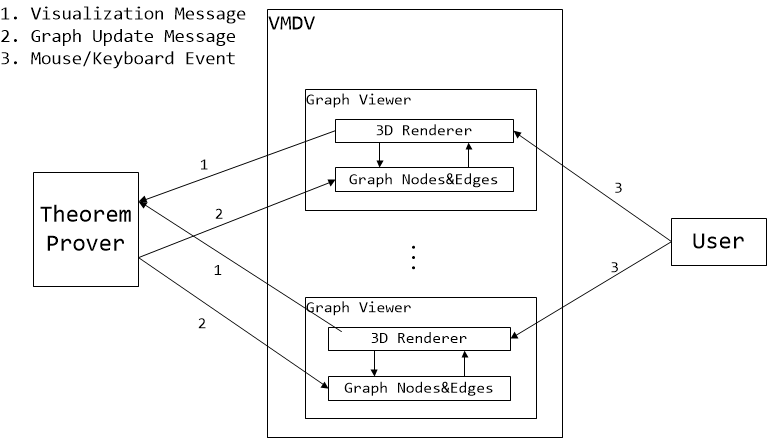 1. Visualization Message
2. Graph Update Message
3. Mouse/Keyboard Event
VMDV
Graph Viewer
3D Renderer
Graph Nodes&Edges
1
2
3
Theorem
Prover
User
⋮
1
2
3
Graph Viewer
3D Renderer
Graph Nodes&Edges